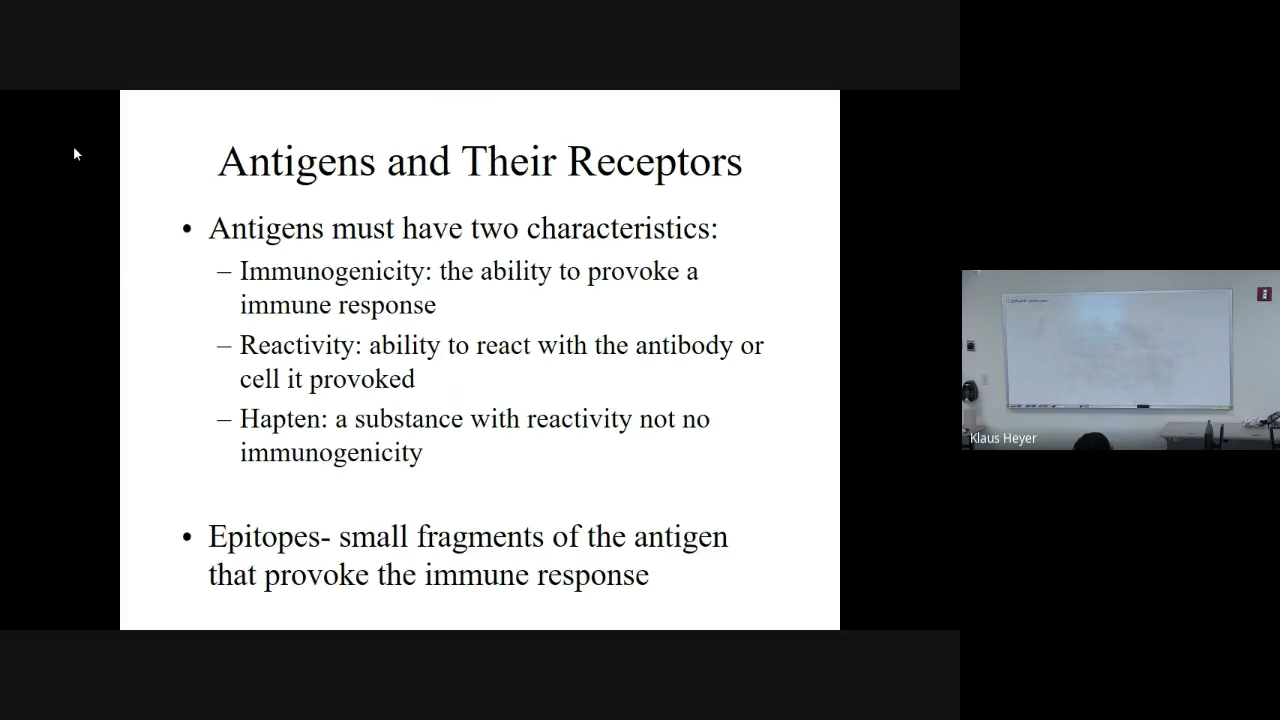 Antigens and Their Receptors
• Antigens must have two characteristics:
– Immunogenicity: the ability to provoke a
immune response
– Reactivity: ability to react with the antibody or
cell it provoked
– Hapten: a substance with reactivity not no
immunogenicity
• Epitopes- small fragments of the antigen
that provoke the immune response
Klaus Heyer